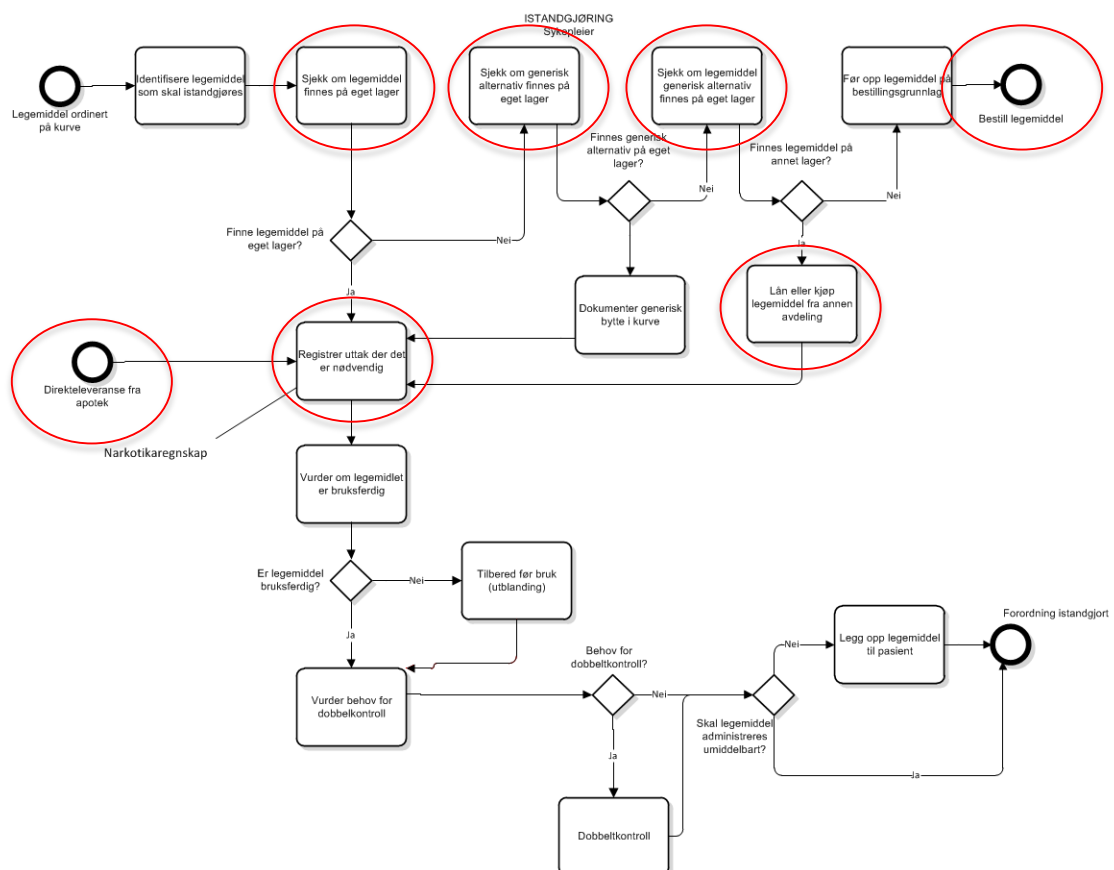 ISTANDGJØRING
Sykepleier
Legemiddel ordinert
på kurve
Identifisere legemiddel
som skal istandgjøres
Sjekk om legemiddel
finnes på eget lager
Sjekk om generisk
alternativ finnes på
eget lager
Sjekk om legemiddel
generisk alternativ
finnes på eget lager
Før opp legemiddel på
bestillingsgrunnlag
Bestill legemiddel
Finnes generisk
alternativ på eget
lager?
Nei
Finnes legemiddel på
annet lager?
Nei
Ja
Finne legemiddel på
eget lager?
Nei
Ja
Dokumenter generisk
bytte i kurve
Lån eller kjøp
legemiddel fra annen
avdeling
Direkteleveranse fra
apotek
Registrer uttak der det
er nødvendig
Narkotikaregnskap
Vurder om legemidlet
er bruksferdig
Er legemiddel
bruksferdig?
Nei
Ja
Tilbered før bruk
(utblanding)
Vurder behov for
dobbelkontroll
Behov for
dobbeltkontroll?
Nei
Ja
Dobbeltkontroll
Skal legemiddel
administreres
umiddelbart?
Nei
Ja
Legg opp legemiddel
til pasient
Forordning istandgjort